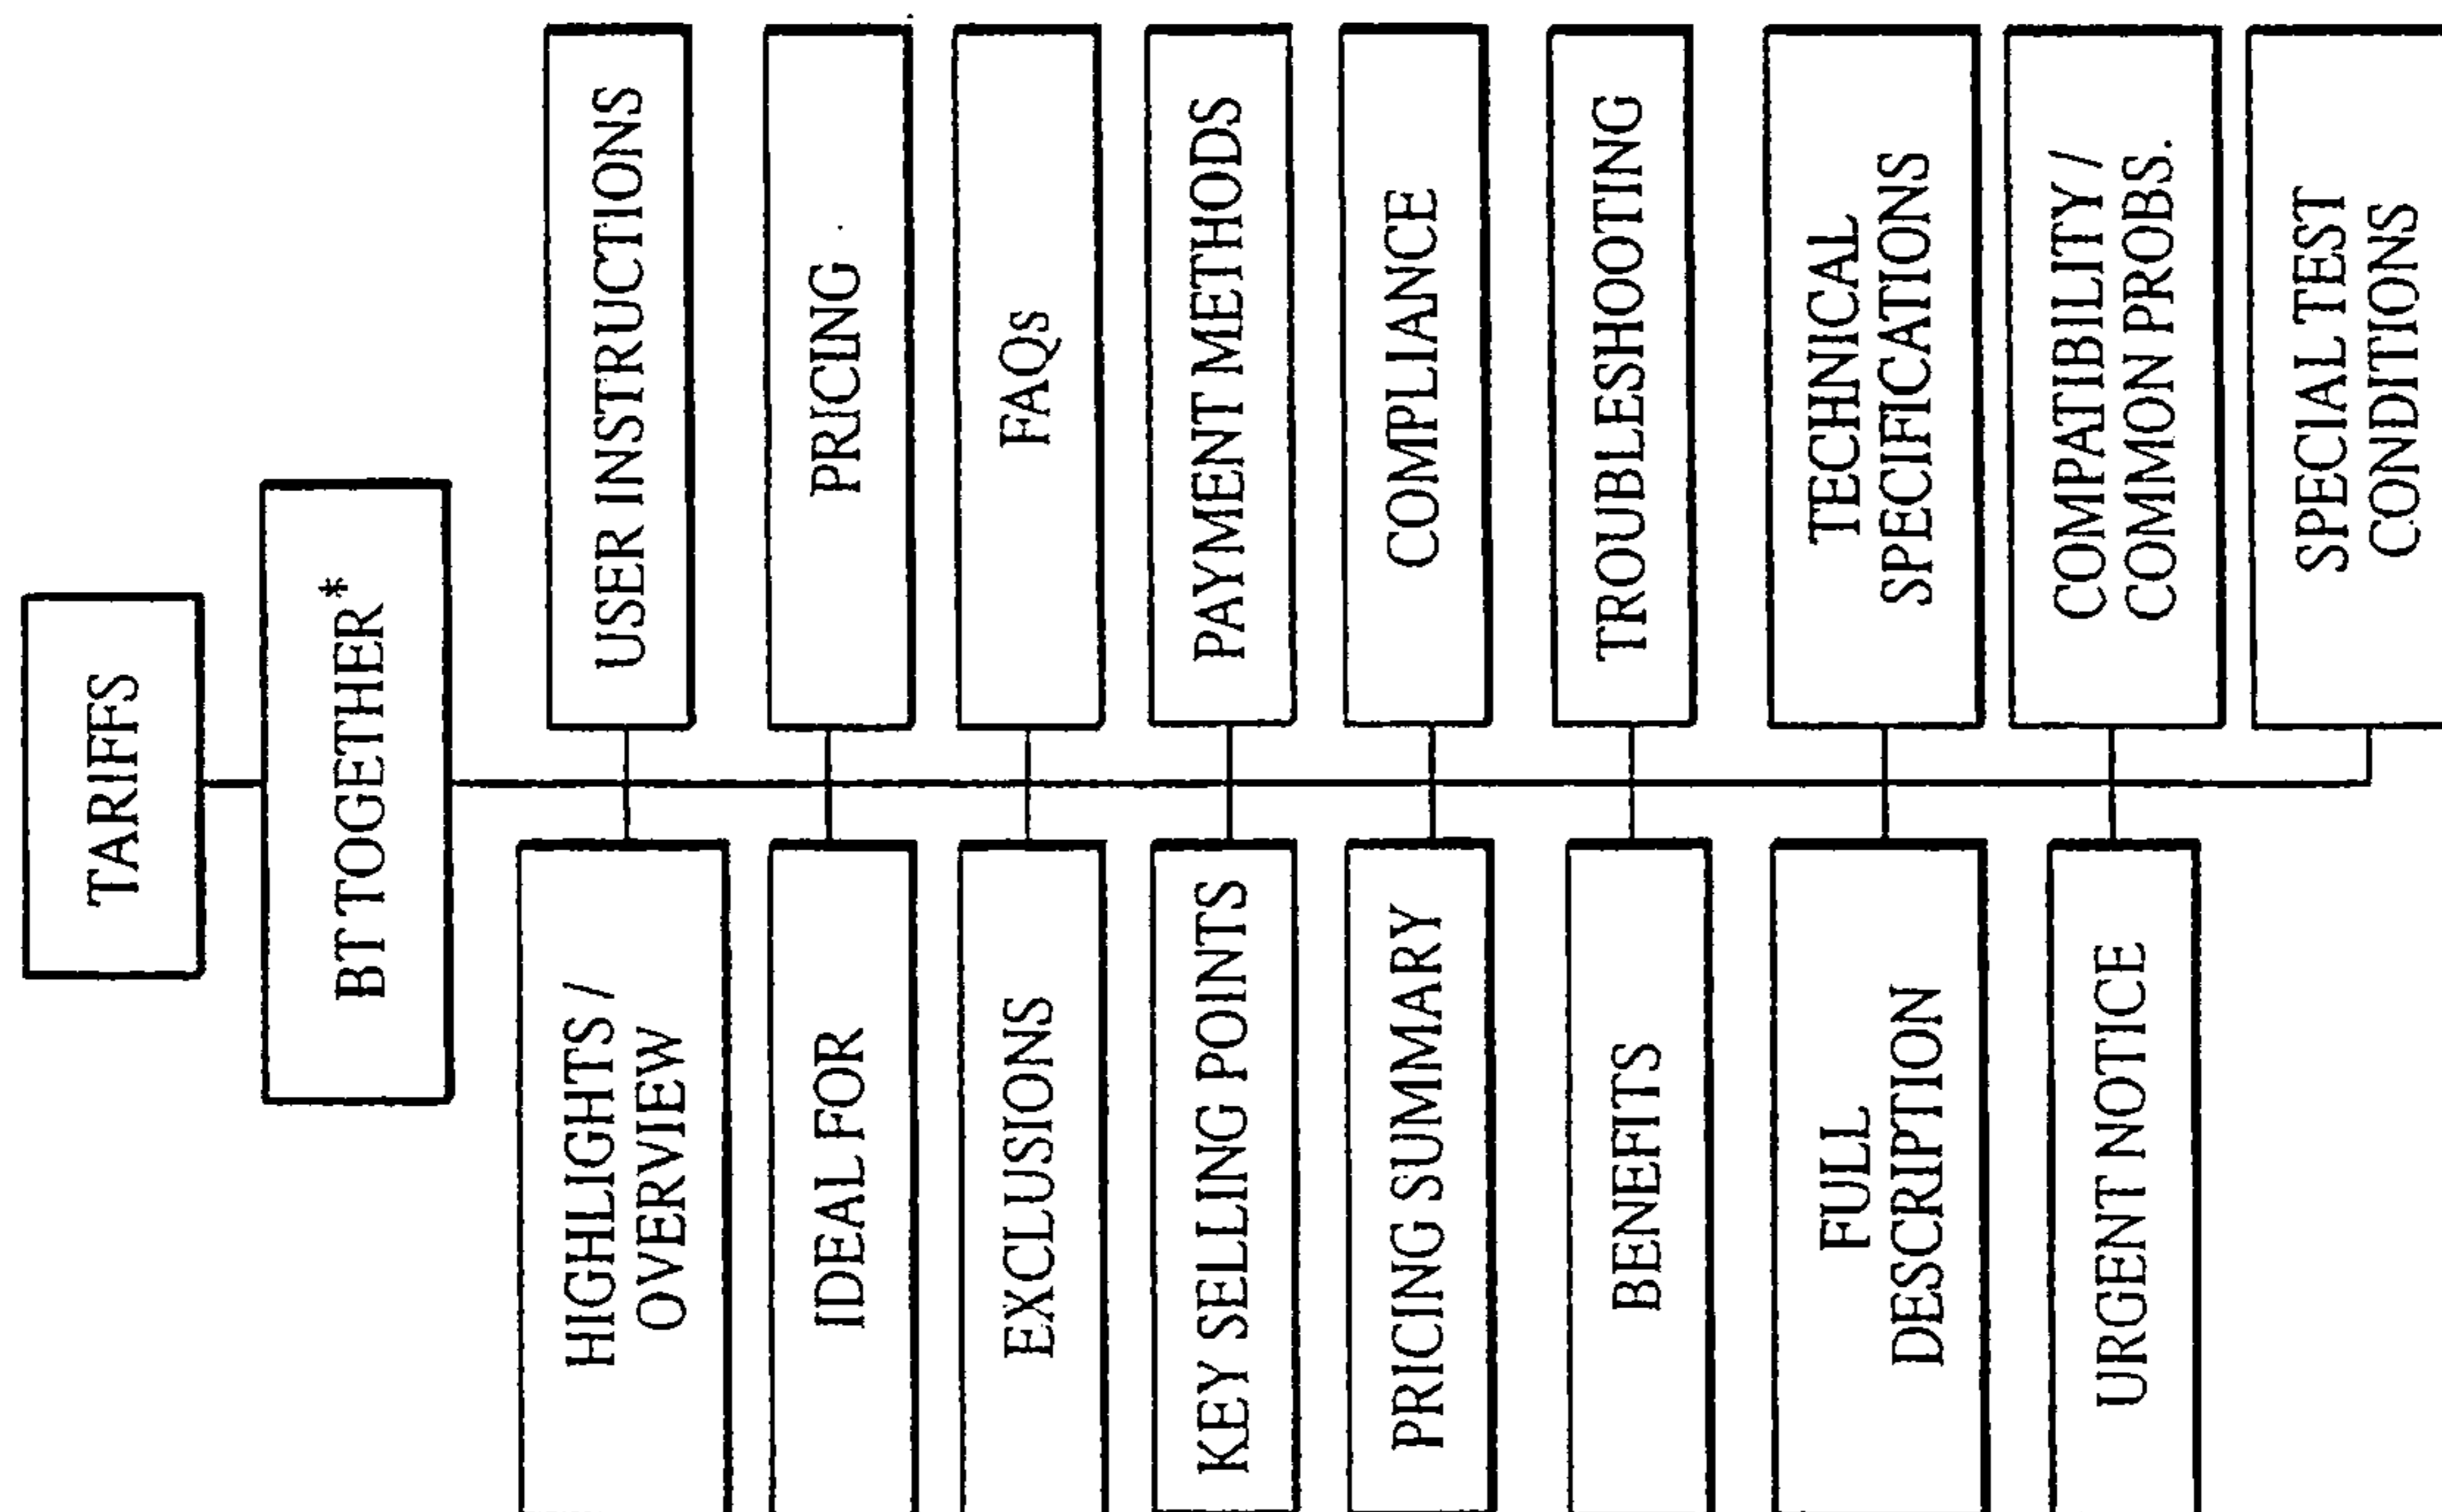 TARIFFS
BT TOGETHER*
HIGHLIGHTS /
OVERVIEW
USER INSTRUCTIONS
IDEAL FOR
PRICING
EXCLUSIONS
FAQs
KEY SELLING POINTS
PAYMENT METHODS
PRICING SUMMARY
COMPLIANCE
BENEFITS
TROUBLESHOOTING
FULL
DESCRIPTION
TECHNICAL
SPECIFICATIONS
URGENT NOTICE
COMPATIBILITY /
COMMON PROBS.
SPECIAL TEST
CONDITIONS